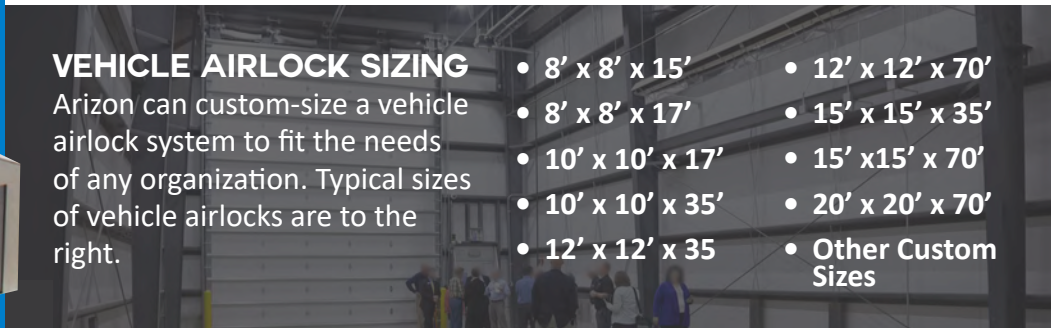 VEHICLE AIRLOCK SIZING
Arizon can custom-size a vehicle
airlock system to fit the needs
of any organization. Typical sizes
of vehicle airlocks are to the
right.
• 8’ x 8’ x 15’
• 8’ x 8’ x 17’
• 10’ x 10’ x 17’
• 10’ x 10’ x 35’
• 12’ x 12’ x 35
• 12’ x 12’ x 70’
• 15’ x 15’ x 35’
• 15’ x15’ x 70’
• 20’ x 20’ x 70’
• Other Custom
Sizes